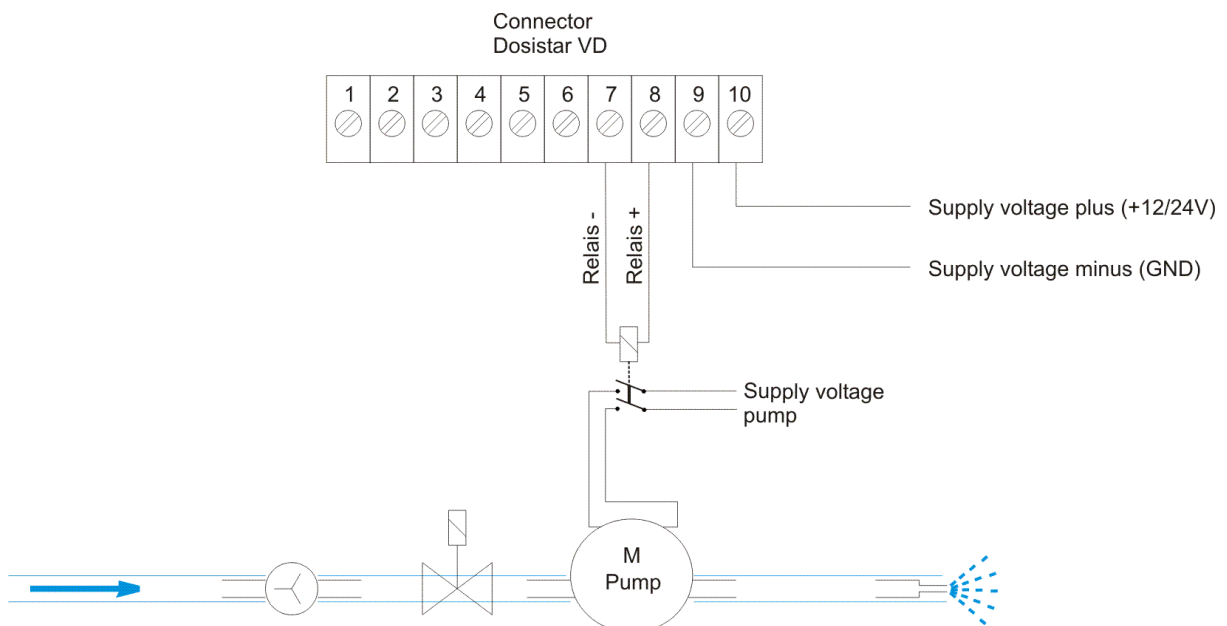 Connector
Dosistar VD
1 2 3 4 5 6 7 8 9 10
Relais -
Relais +
Supply voltage plus (+12/24V)
Supply voltage minus (GND)
Supply voltage
pump
M
Pump